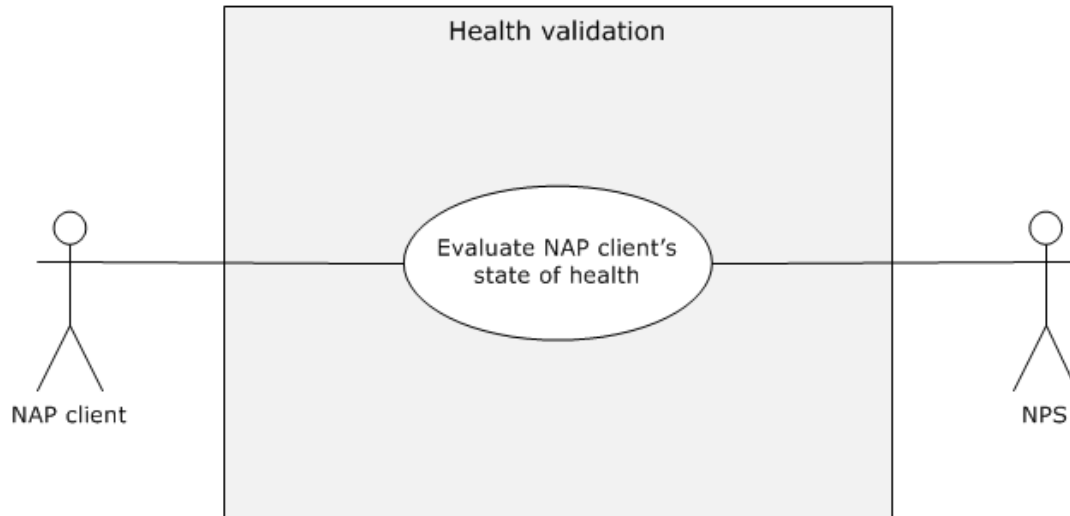 Health validation
Evaluate NAP client's
state of health
NAP client
NPS